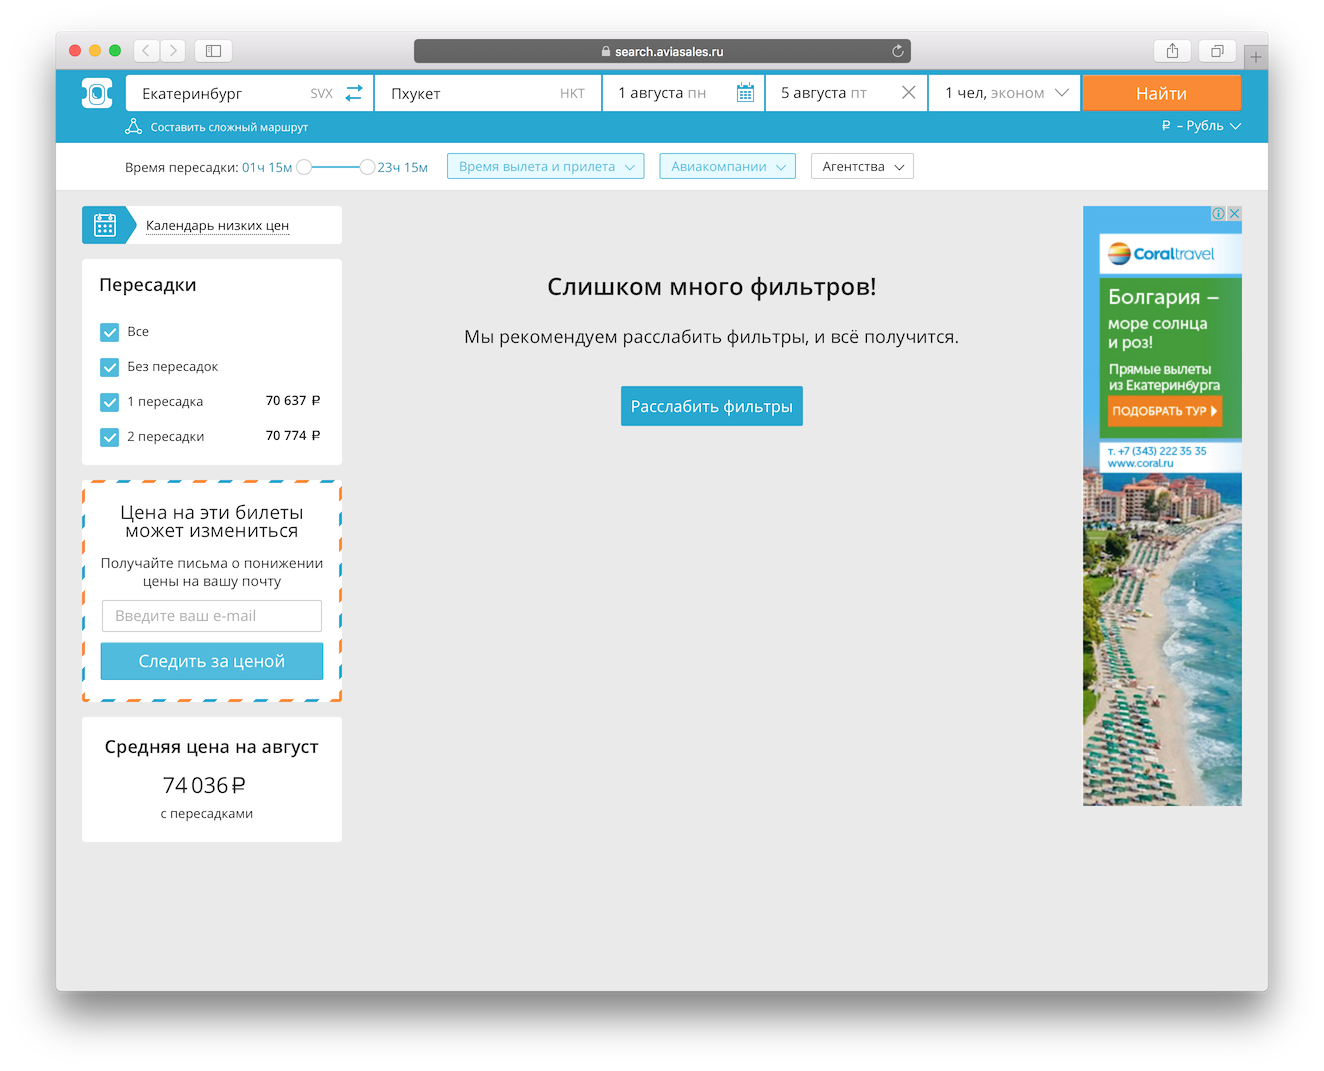 search.aviasales.ru
Екатеринбург SVX
Пхукет HKT
1 августа пн
5 августа пт
1 чел, эконом
Найти
Составить сложный маршрут
₽ – Рубль
Время пересадки: 01ч 15м 23ч 15м
Время вылета и прилета
Авиакомпании
Агентства
Календарь низких цен
Пересадки
Все
Без пересадок
1 пересадка 70 637 ₽
2 пересадки 70 774 ₽
Цена на эти билеты
может измениться
Получайте письма о понижении
цены на вашу почту
Введите ваш e-mail
Следить за ценой
Средняя цена на август
74 036 ₽
с пересадками
Слишком много фильтров!
Мы рекомендуем расслабить фильтры, и всё получится.
Расслабить фильтры
Coraltravel
Болгария –
море солнца
и роз!
Прямые вылеты
из Екатеринбурга
ПОДОБРАТЬ ТУР
т. +7 (343) 222 35 35
www.coral.ru